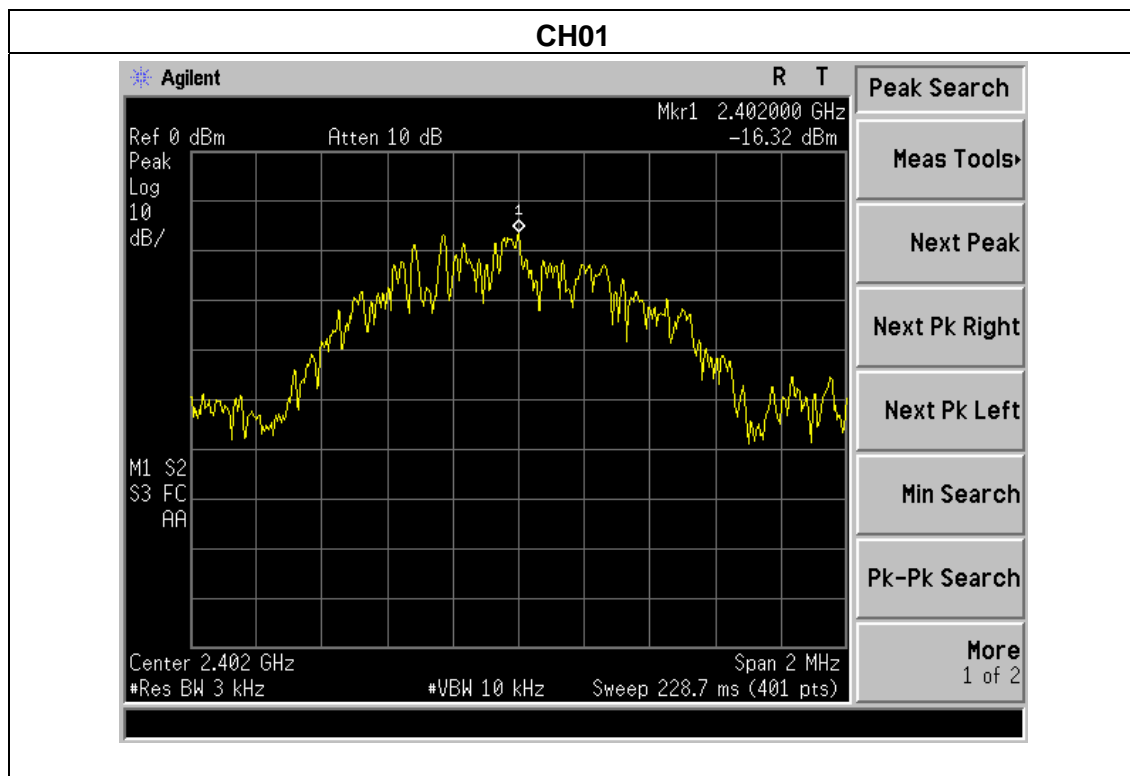 CH01
Agilent R T
Peak Search
Mkr1 2.402000 GHz
Ref 0 dBm Atten 10 dB -16.32 dBm
Peak
Log
10
dB/
1
M1 S2
S3 FC
AA
Center 2.402 GHz Span 2 MHz
#Res BW 3 kHz #VBW 10 kHz Sweep 228.7 ms (401 pts)
Meas Tools
Next Peak
Next Pk Right
Next Pk Left
Min Search
Pk-Pk Search
More
1 of 2